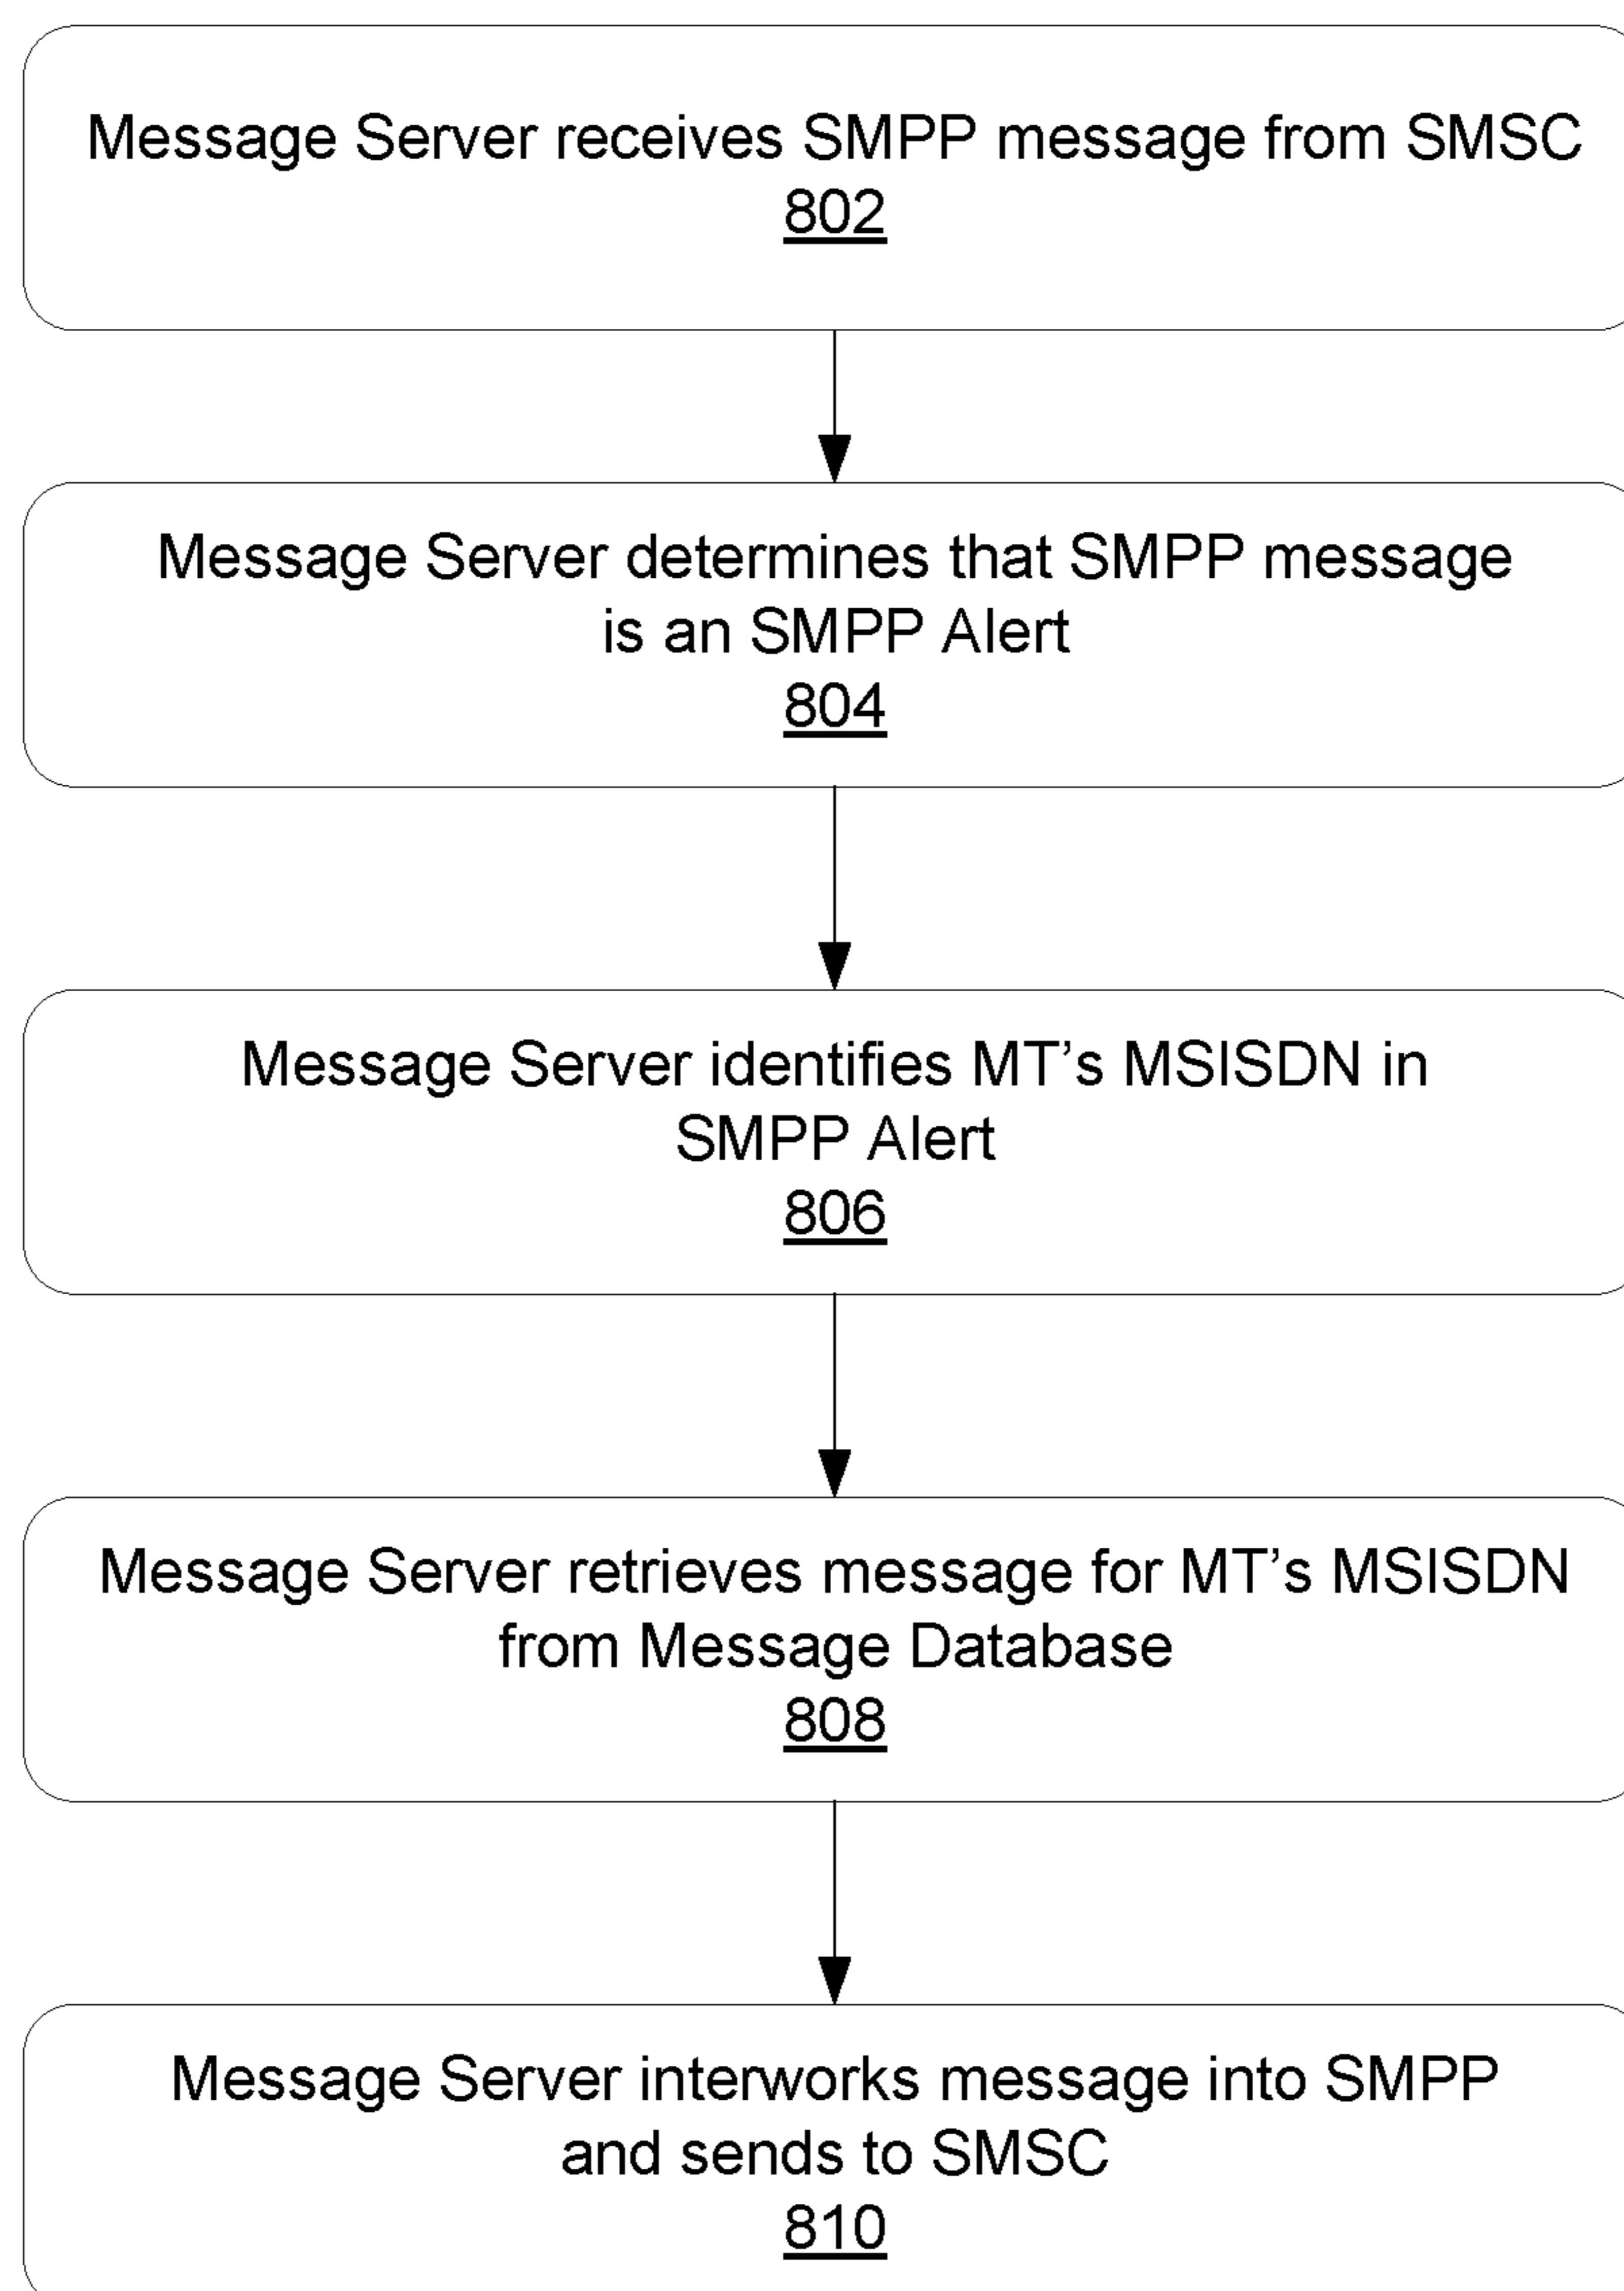 Message Server receives SMPP message from SMSC
802
Message Server determines that SMPP message
is an SMPP Alert
804
Message Server identifies MT’s MSISDN in
SMPP Alert
806
Message Server retrieves message for MT’s MSISDN
from Message Database
808
Message Server interworks message into SMPP
and sends to SMSC
810